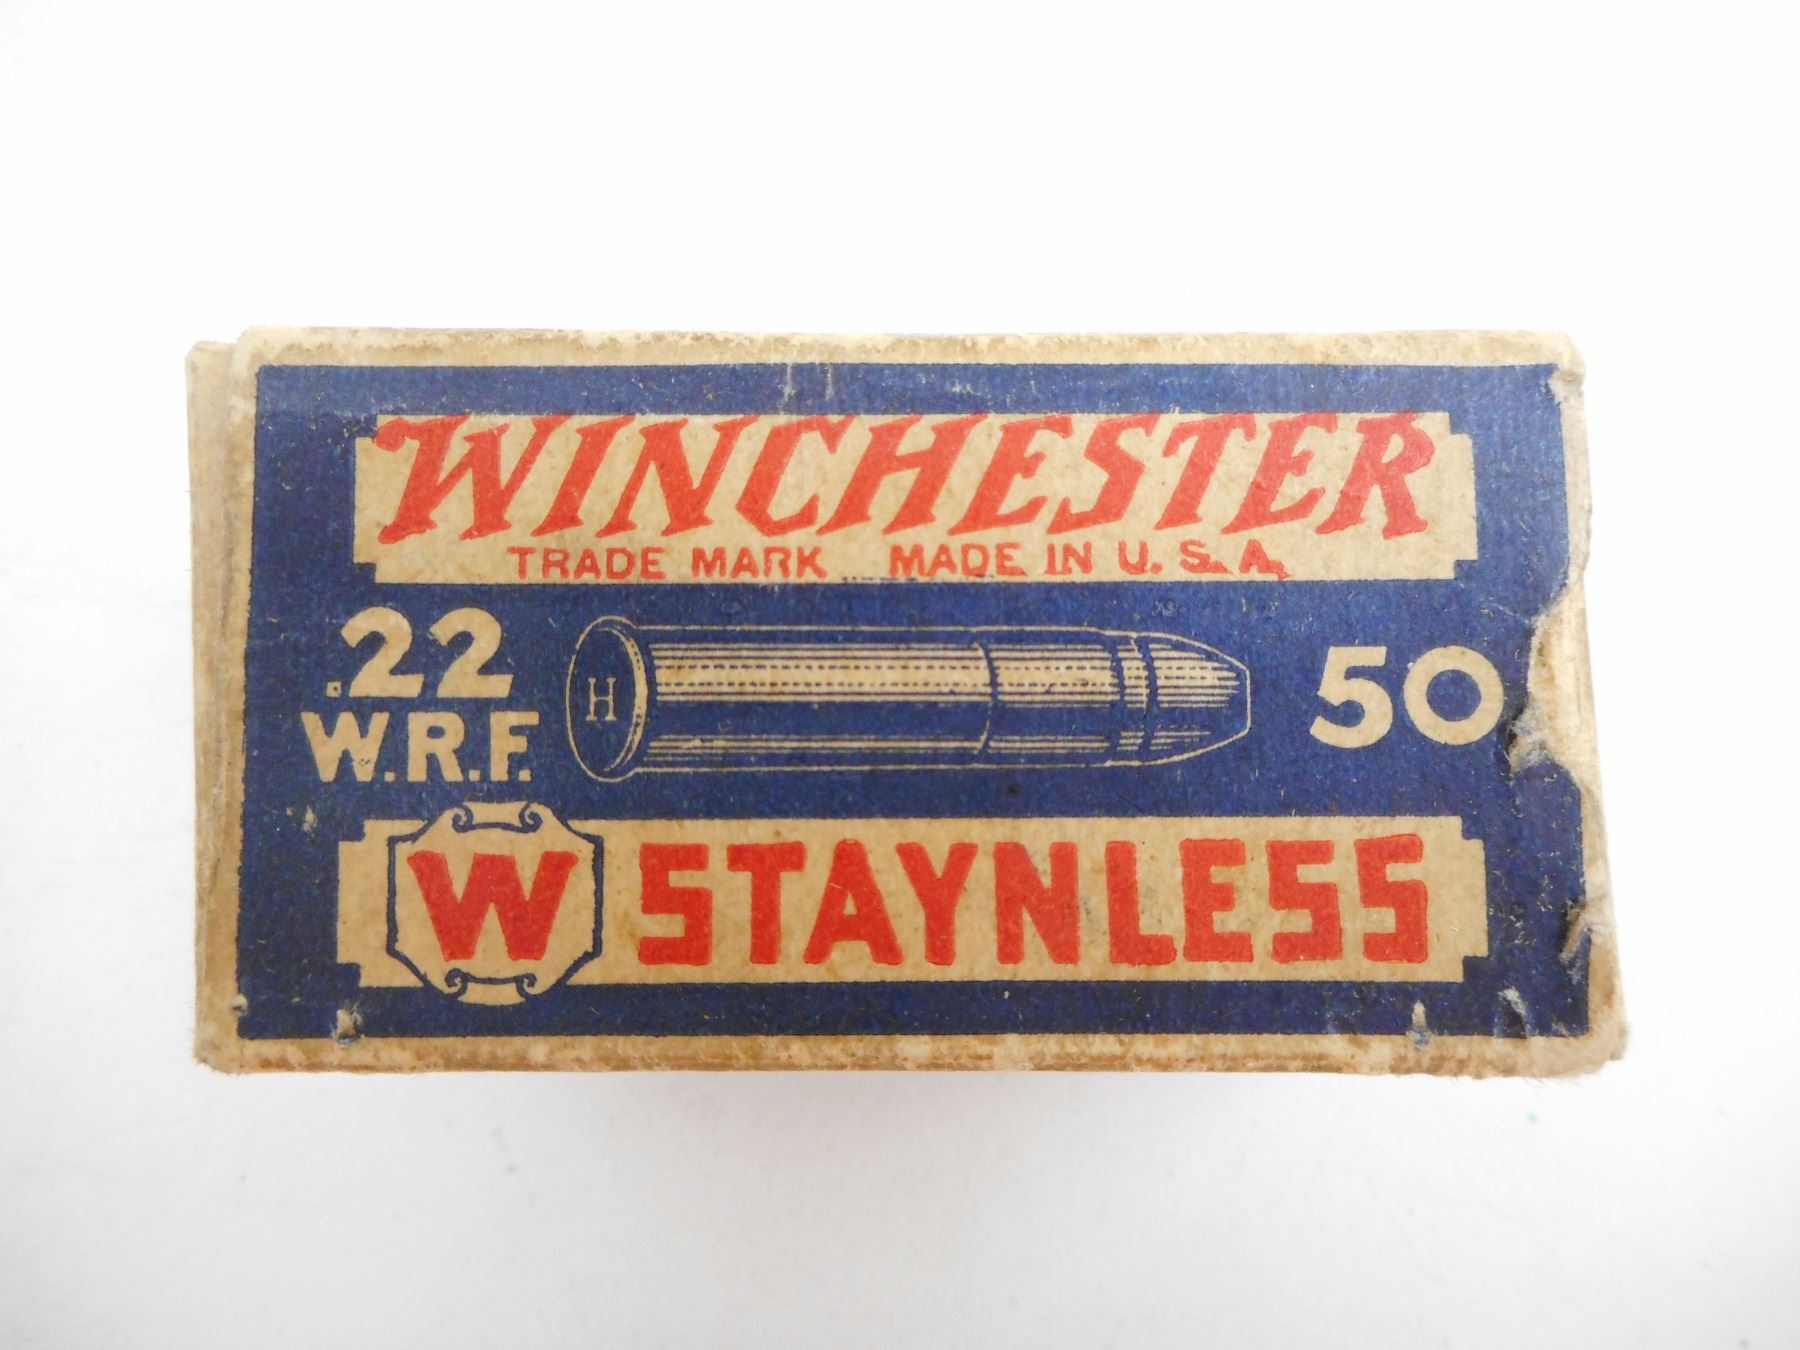 WINCHESTER
TRADE MARK MADE IN U.S.A.
.22
W.R.F.
H
50
W STAYNLESS